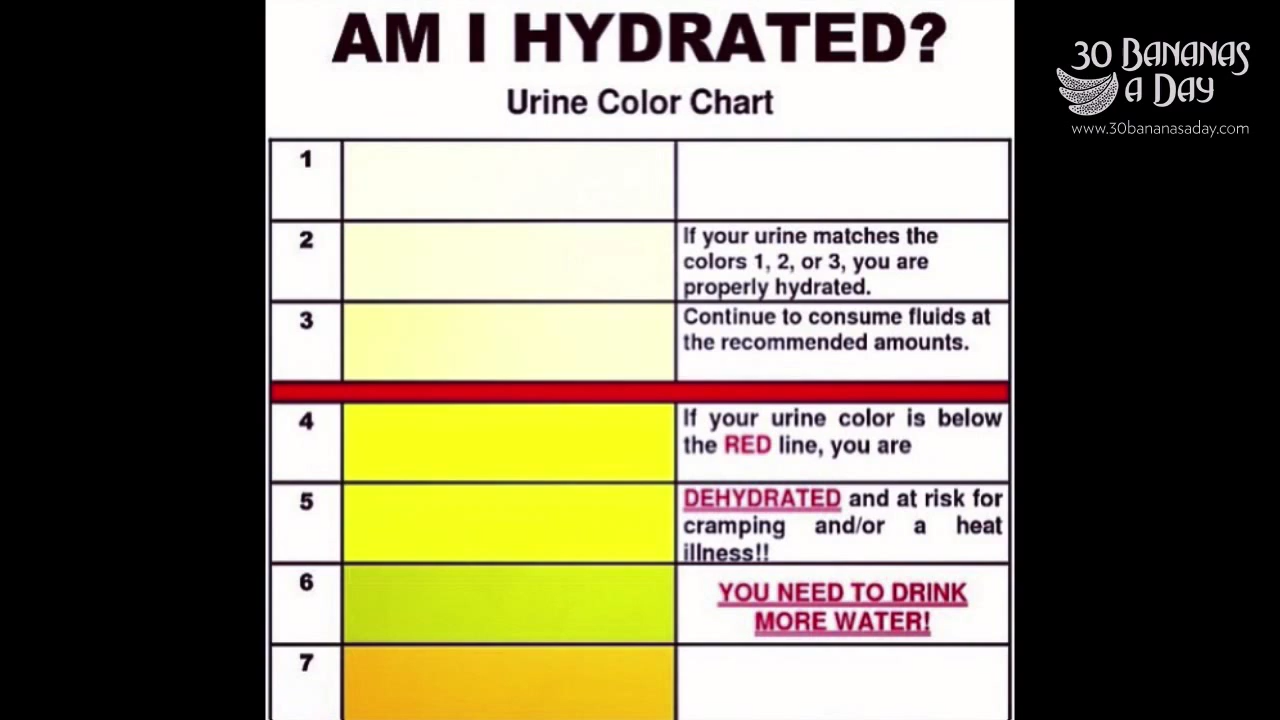 AM I HYDRATED?
Urine Color Chart
30 BANANAS
A DAY
www.30bananasaday.com
1
2
If your urine matches the
colors 1, 2, or 3, you are
properly hydrated.
3
Continue to consume fluids at
the recommended amounts.
4
If your urine color is below
the RED line, you are
5
DEHYDRATED and at risk for
cramping and/or a heat
illness!!
6
YOU NEED TO DRINK
MORE WATER!
7